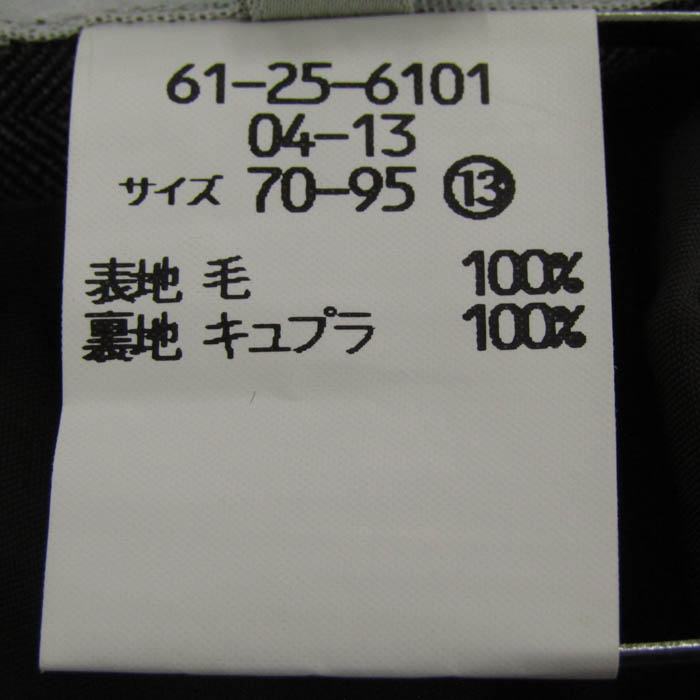 61-25-6101
04-13
サイズ 70-95 ⑬
表地 毛 100%
裏地 キュプラ 100%